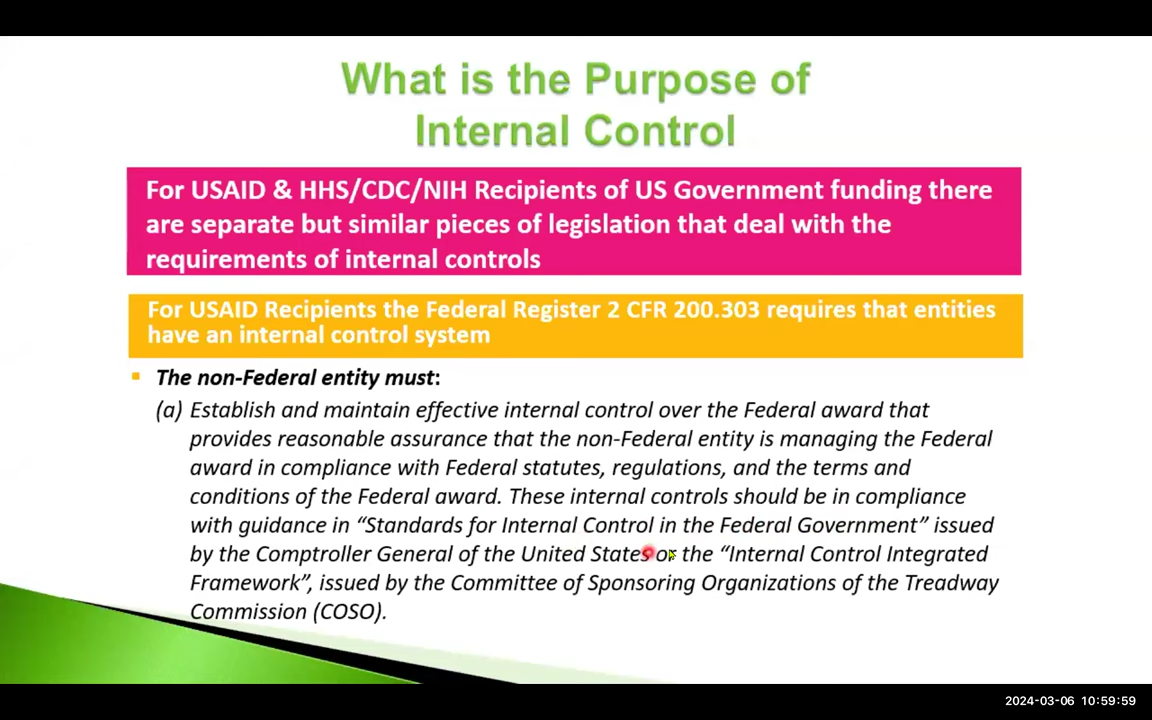 What is the Purpose of
Internal Control
For USAID & HHS/CDC/NIH Recipients of US Government funding there
are separate but similar pieces of legislation that deal with the
requirements of internal controls
For USAID Recipients the Federal Register 2 CFR 200.303 requires that entities
have an internal control system
The non-Federal entity must:
(a) Establish and maintain effective internal control over the Federal award that
provides reasonable assurance that the non-Federal entity is managing the Federal
award in compliance with Federal statutes, regulations, and the terms and
conditions of the Federal award. These internal controls should be in compliance
with guidance in “Standards for Internal Control in the Federal Government” issued
by the Comptroller General of the United States or the “Internal Control Integrated
Framework”, issued by the Committee of Sponsoring Organizations of the Treadway
Commission (COSO).
2024-03-06 10:59:59